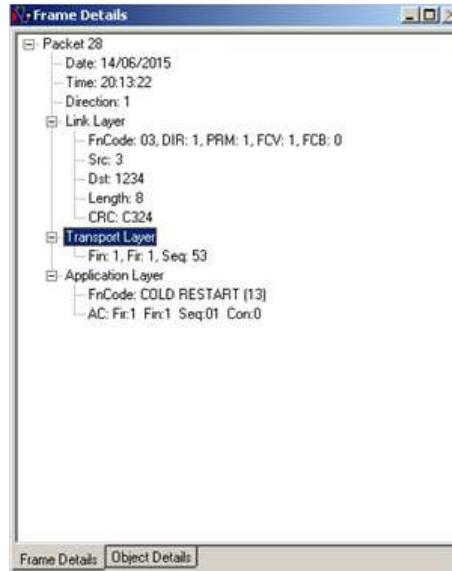 Frame Details
Packet 28
Date: 14/06/2015
Time: 20:13:22
Direction: 1
Link Layer
FnCode: 03, DIR: 1, PRM: 1, FCV: 1, FCB: 0
Src: 3
Dst: 1234
Length: 8
CRC: C324
Transport Layer
Fin: 1, Fir: 1, Seq: 53
Application Layer
FnCode: COLD RESTART (13)
AC: Fir:1 Fin:1 Seq:01 Con:0
Frame Details Object Details